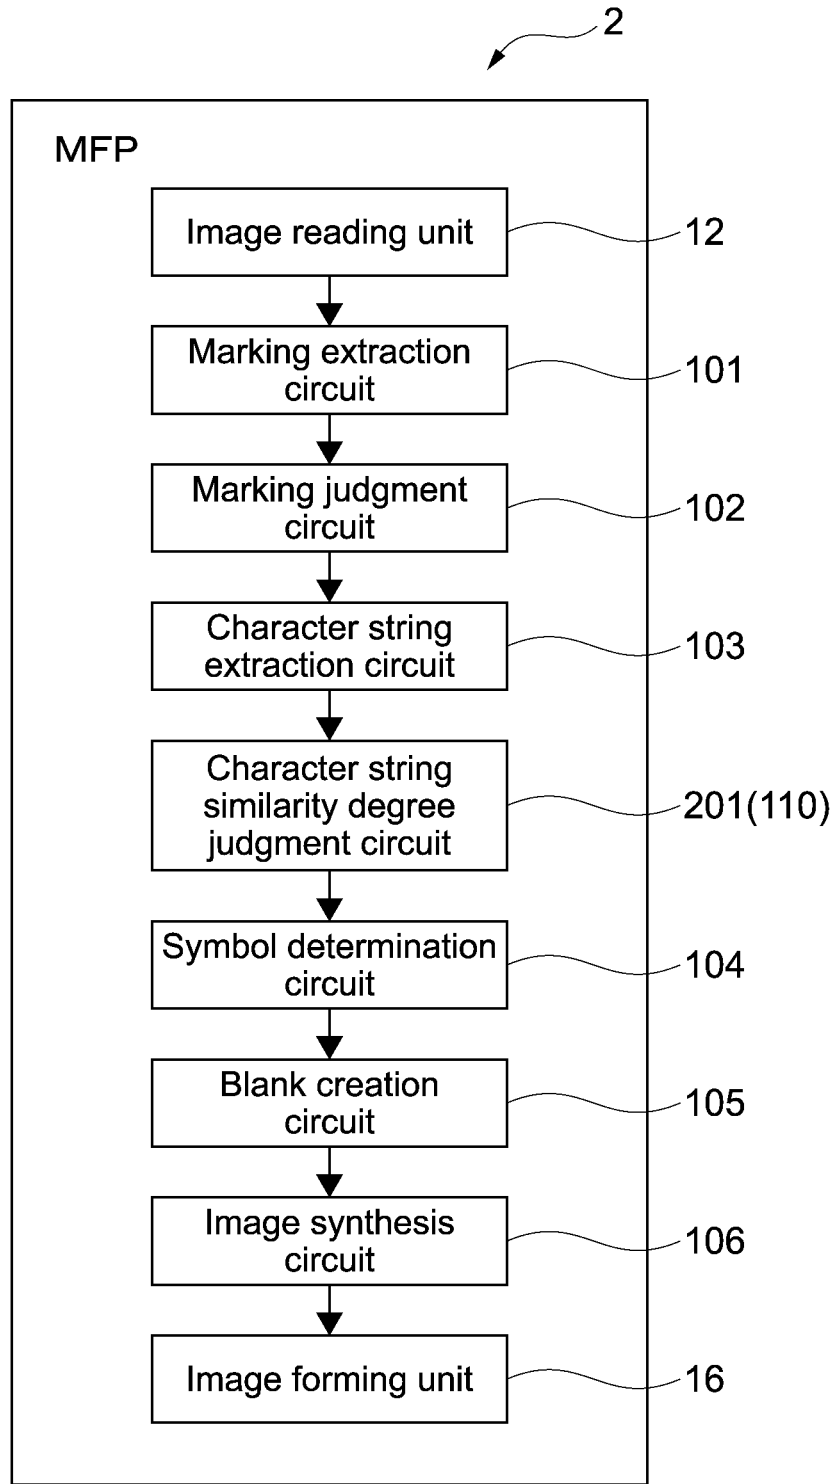 2
MFP
Image reading unit
12
Marking extraction
circuit
101
Marking judgment
circuit
102
Character string
extraction circuit
103
Character string
similarity degree
judgment circuit
201(110)
Symbol determination
circuit
104
Blank creation
circuit
105
Image synthesis
circuit
106
Image forming unit
16